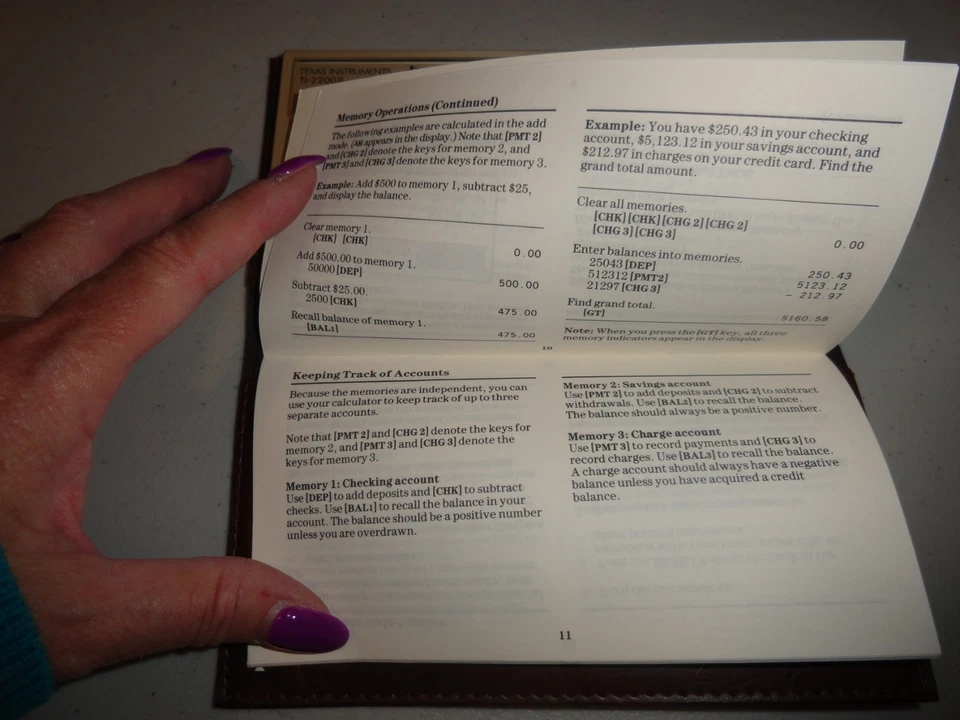 TEXAS INSTRUMENTS
Memory Operations (Continued)
The following examples are calculated in the add
mode. (AM appears in the display.) Note that [PMT 2]
and [CHG 2] denote the keys for memory 2, and
[PMT 3] and [CHG 3] denote the keys for memory 3.
Example: Add $500 to memory 1, subtract $25,
and display the balance.
Clear memory 1.
[CHK] [CHK] 0.00
Add $500.00 to memory 1.
50000 [DEP] 500.00
Subtract $25.00.
2500 [CHK] 475.00
Recall balance of memory 1.
[BAL1] 475.00
Example: You have $250.43 in your checking
account, $5,123.12 in your savings account, and
$212.97 in charges on your credit card. Find the
grand total amount.
Clear all memories.
[CHK] [CHK] [CHG 2] [CHG 2]
[CHG 3] [CHG 3] 0.00
Enter balances into memories.
25043 [DEP] 250.43
512312 [PMT2] 5123.12
21297 [CHG 3] – 212.97
Find grand total.
[GT] 5160.58
Note: When you press the [GT] key, all three
memory indicators appear in the display.
10
Keeping Track of Accounts
Because the memories are independent, you can
use your calculator to keep track of up to three
separate accounts.
Note that [PMT 2] and [CHG 2] denote the keys for
memory 2, and [PMT 3] and [CHG 3] denote the
keys for memory 3.
Memory 1: Checking account
Use [DEP] to add deposits and [CHK] to subtract
checks. Use [BAL1] to recall the balance in your
account. The balance should be a positive number
unless you are overdrawn.
Memory 2: Savings account
Use [PMT 2] to add deposits and [CHG 2] to subtract
withdrawals. Use [BAL2] to recall the balance.
The balance should always be a positive number.
Memory 3: Charge account
Use [PMT 3] to record payments and [CHG 3] to
record charges. Use [BAL3] to recall the balance.
A charge account should always have a negative
balance unless you have acquired a credit
balance.
11